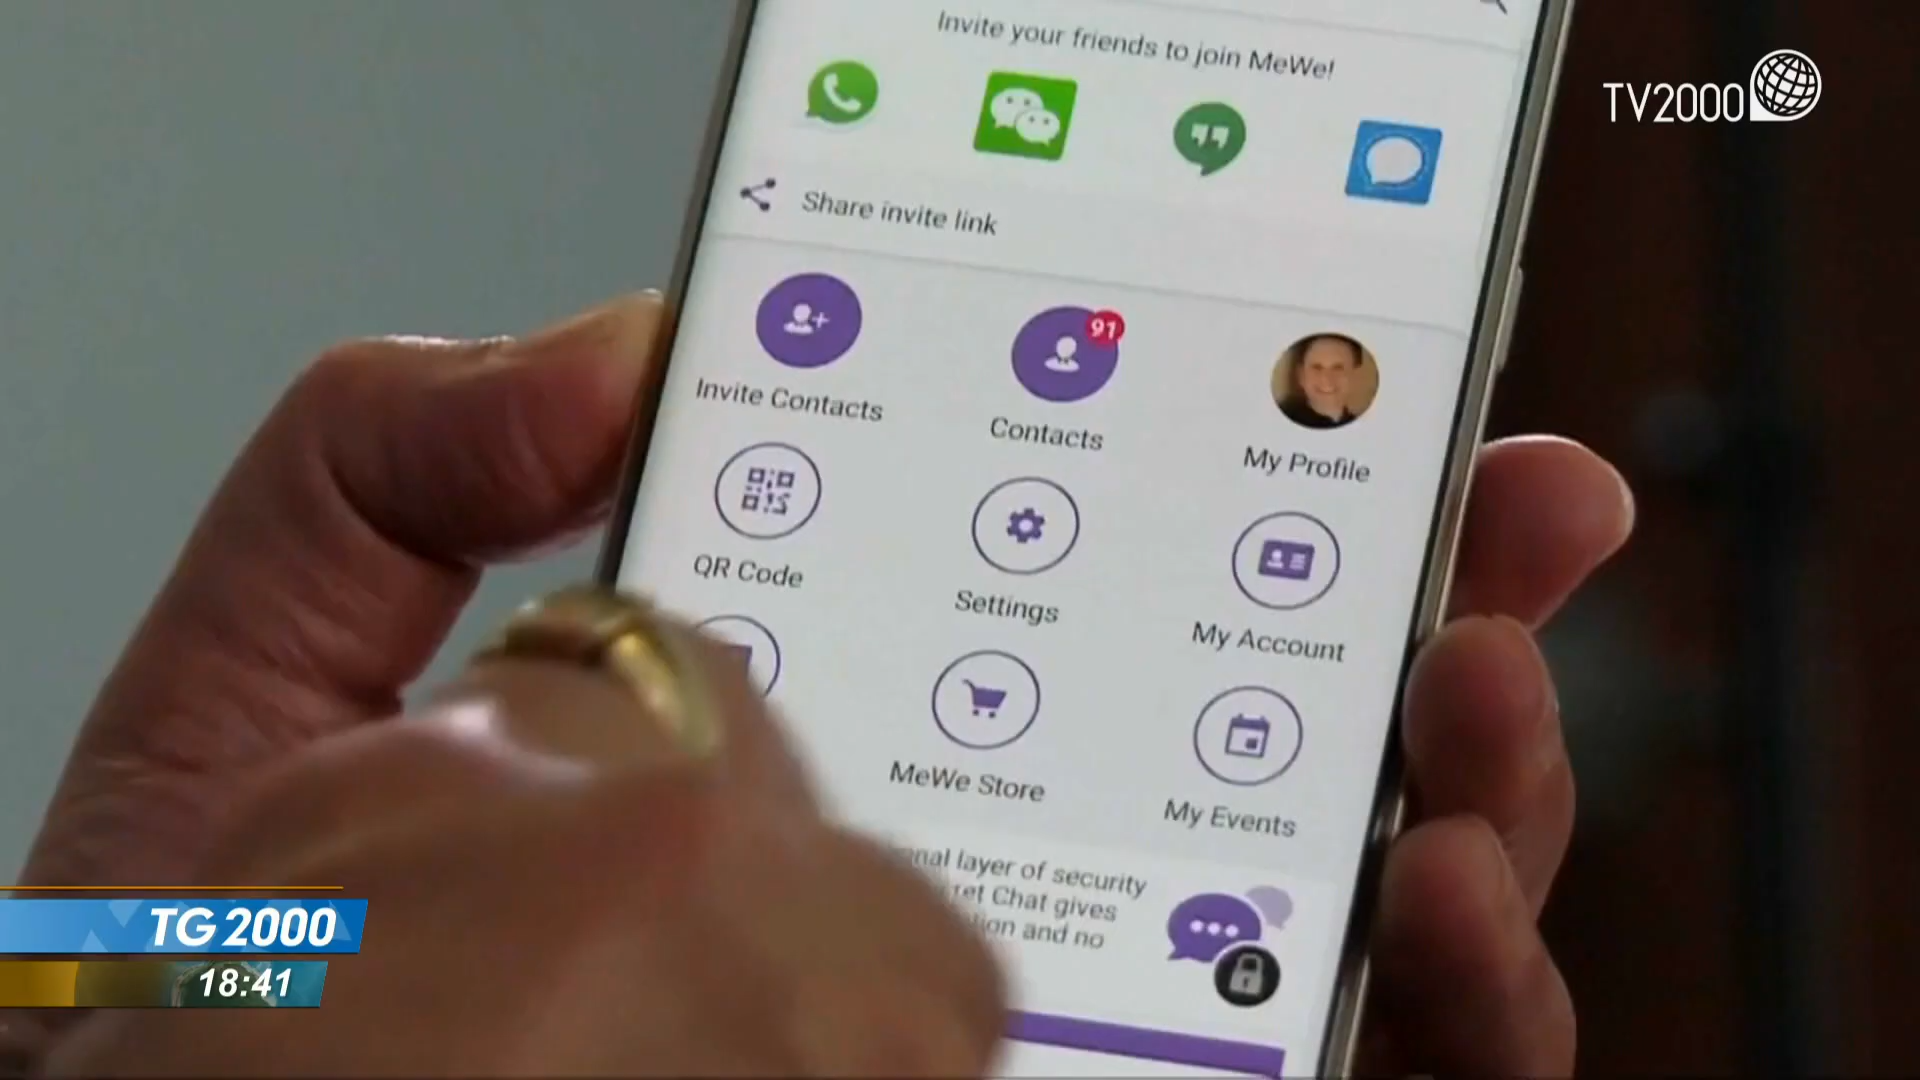 Invite your friends to join MeWe!
TV2000
Share invite link
91
Invite Contacts
Contacts
My Profile
QR Code
Settings
My Account
MeWe Store
My Events
layer of security
Chat gives
and no
TG 2000
18:41